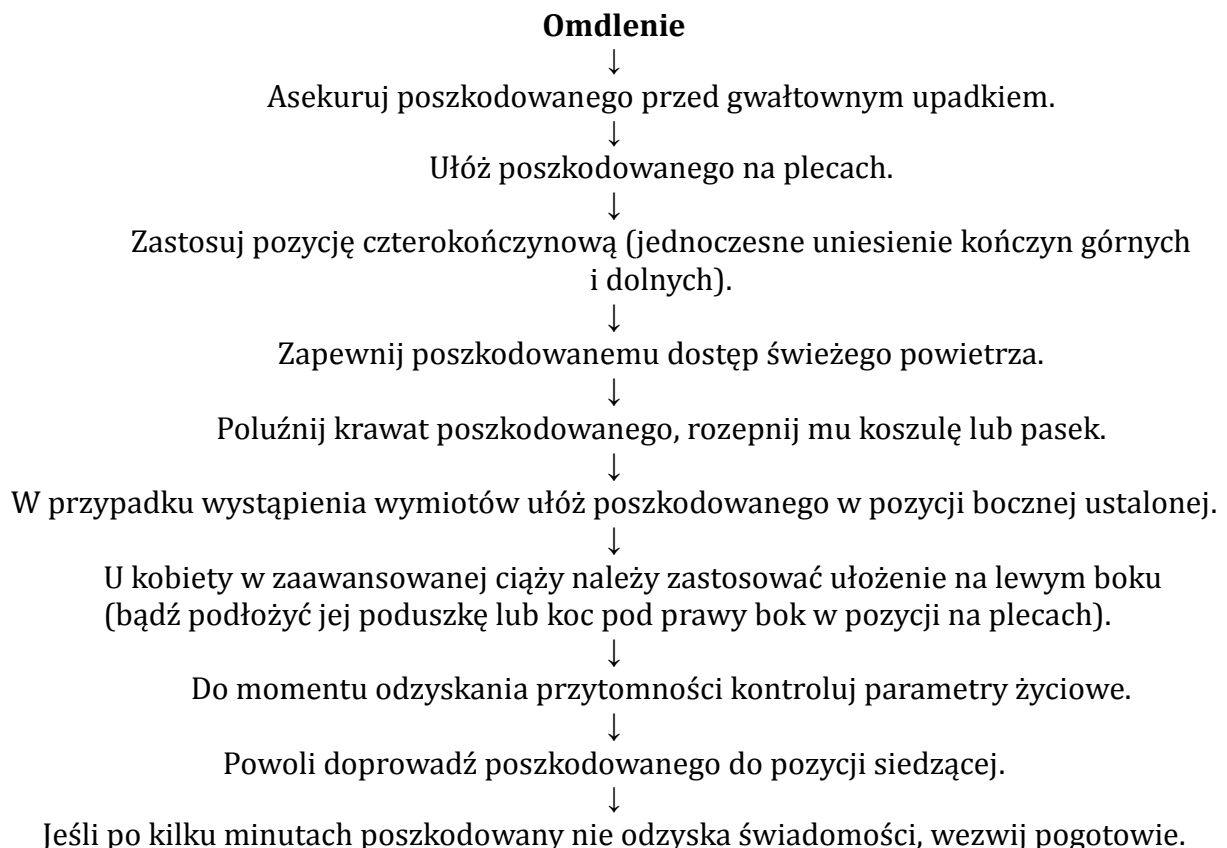 Omdlenie
↓
Asekuruj poszkodowanego przed gwałtownym upadkiem.
↓
Ułóż poszkodowanego na plecach.
↓
Zastosuj pozycję czterokończynową (jednoczesne uniesienie kończyn górnych
i dolnych).
↓
Zapewnij poszkodowanemu dostęp świeżego powietrza.
↓
Poluźnij krawat poszkodowanego, rozepnij mu koszulę lub pasek.
↓
W przypadku wystąpienia wymiotów ułóż poszkodowanego w pozycji bocznej ustalonej.
↓
U kobiety w zaawansowanej ciąży należy zastosować ułożenie na lewym boku
(bądź podłożyć jej poduszkę lub koc pod prawy bok w pozycji na plecach).
↓
Do momentu odzyskania przytomności kontroluj parametry życiowe.
↓
Powoli doprowadź poszkodowanego do pozycji siedzącej.
↓
Jeśli po kilku minutach poszkodowany nie odzyska świadomości, wezwij pogotowie.